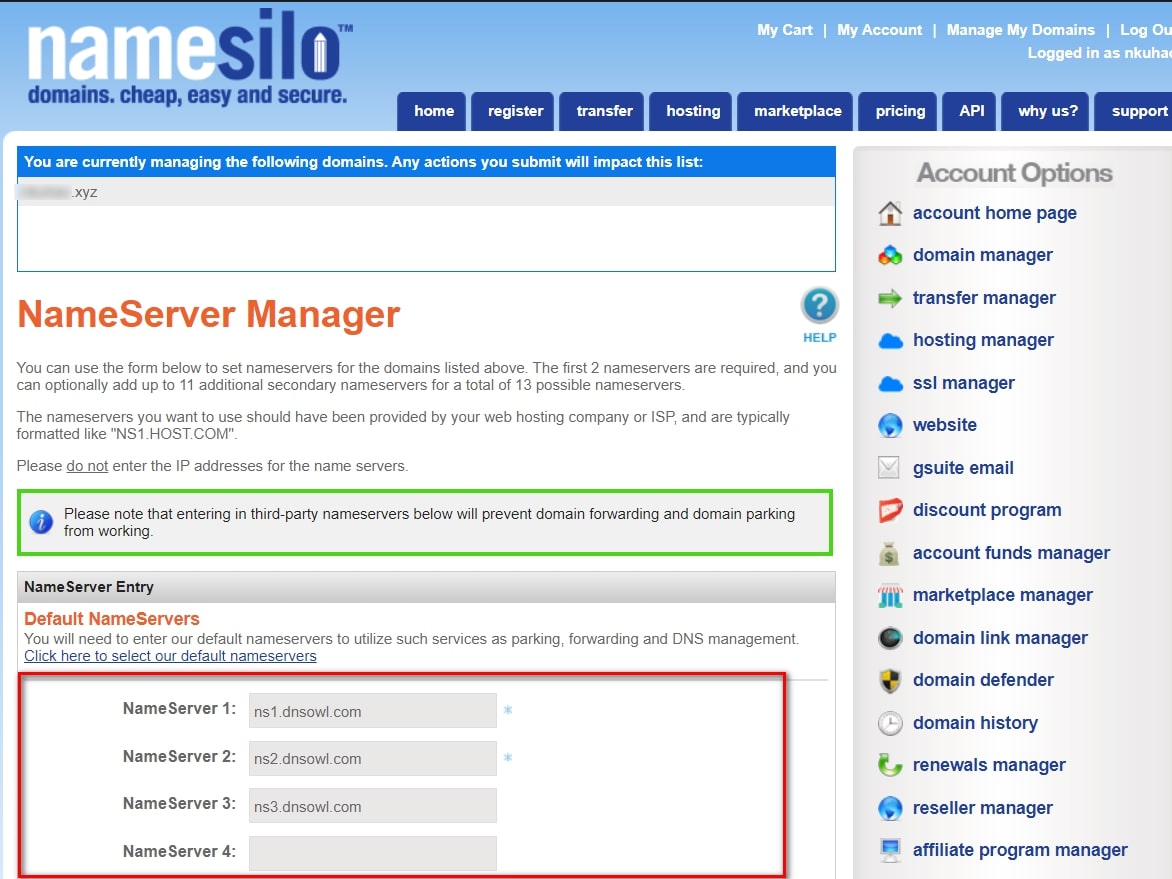 namesilo™
domains. cheap, easy and secure.
My Cart | My Account | Manage My Domains | Log Ou
Logged in as nkuhac
home register transfer hosting marketplace pricing API why us? support
You are currently managing the following domains. Any actions you submit will impact this list:
.xyz
NameServer Manager
HELP
You can use the form below to set nameservers for the domains listed above. The first 2 nameservers are required, and you
can optionally add up to 11 additional secondary nameservers for a total of 13 possible nameservers.
The nameservers you want to use should have been provided by your web hosting company or ISP, and are typically
formatted like "NS1.HOST.COM".
Please do not enter the IP addresses for the name servers.
Please note that entering in third-party nameservers below will prevent domain forwarding and domain parking
from working.
NameServer Entry
Default NameServers
You will need to enter our default nameservers to utilize such services as parking, forwarding and DNS management.
Click here to select our default nameservers
NameServer 1: ns1.dnsowl.com *
NameServer 2: ns2.dnsowl.com *
NameServer 3: ns3.dnsowl.com
NameServer 4:
Account Options
account home page
domain manager
transfer manager
hosting manager
ssl manager
website
gsuite email
discount program
account funds manager
marketplace manager
domain link manager
domain defender
domain history
renewals manager
reseller manager
affiliate program manager